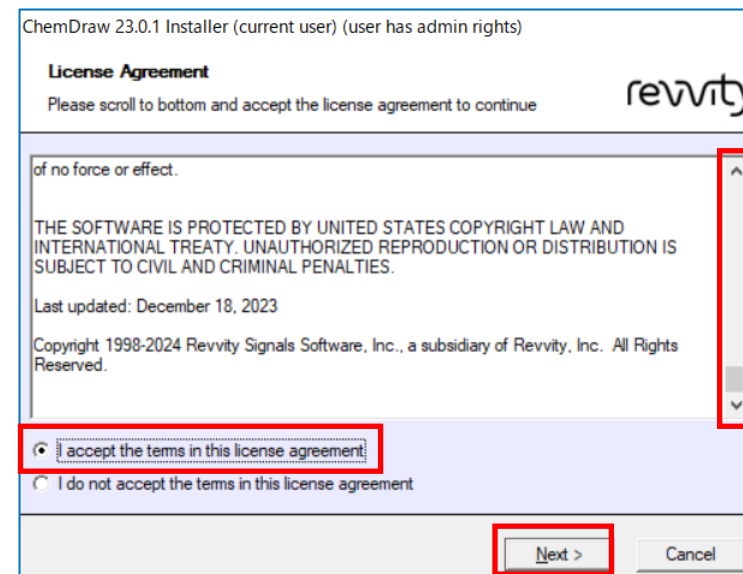 ChemDraw 23.0.1 Installer (current user) (user has admin rights)
License Agreement
Please scroll to bottom and accept the license agreement to continue
revvity
of no force or effect.
THE SOFTWARE IS PROTECTED BY UNITED STATES COPYRIGHT LAW AND
INTERNATIONAL TREATY. UNAUTHORIZED REPRODUCTION OR DISTRIBUTION IS
SUBJECT TO CIVIL AND CRIMINAL PENALTIES.
Last updated: December 18, 2023
Copyright 1998-2024 Revvity Signals Software, Inc., a subsidiary of Revvity, Inc. All Rights
Reserved.
I accept the terms in this license agreement
I do not accept the terms in this license agreement
Next >
Cancel